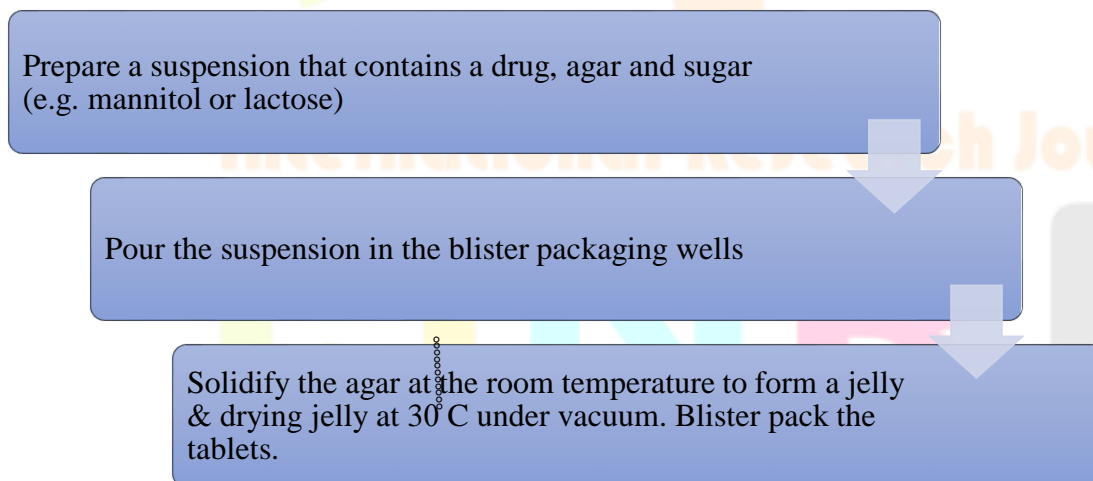 Prepare a suspension that contains a drug, agar and sugar
(e.g. mannitol or lactose)
Pour the suspension in the blister packaging wells
Solidify the agar at the room temperature to form a jelly
& drying jelly at 30°C under vacuum. Blister pack the
tablets.